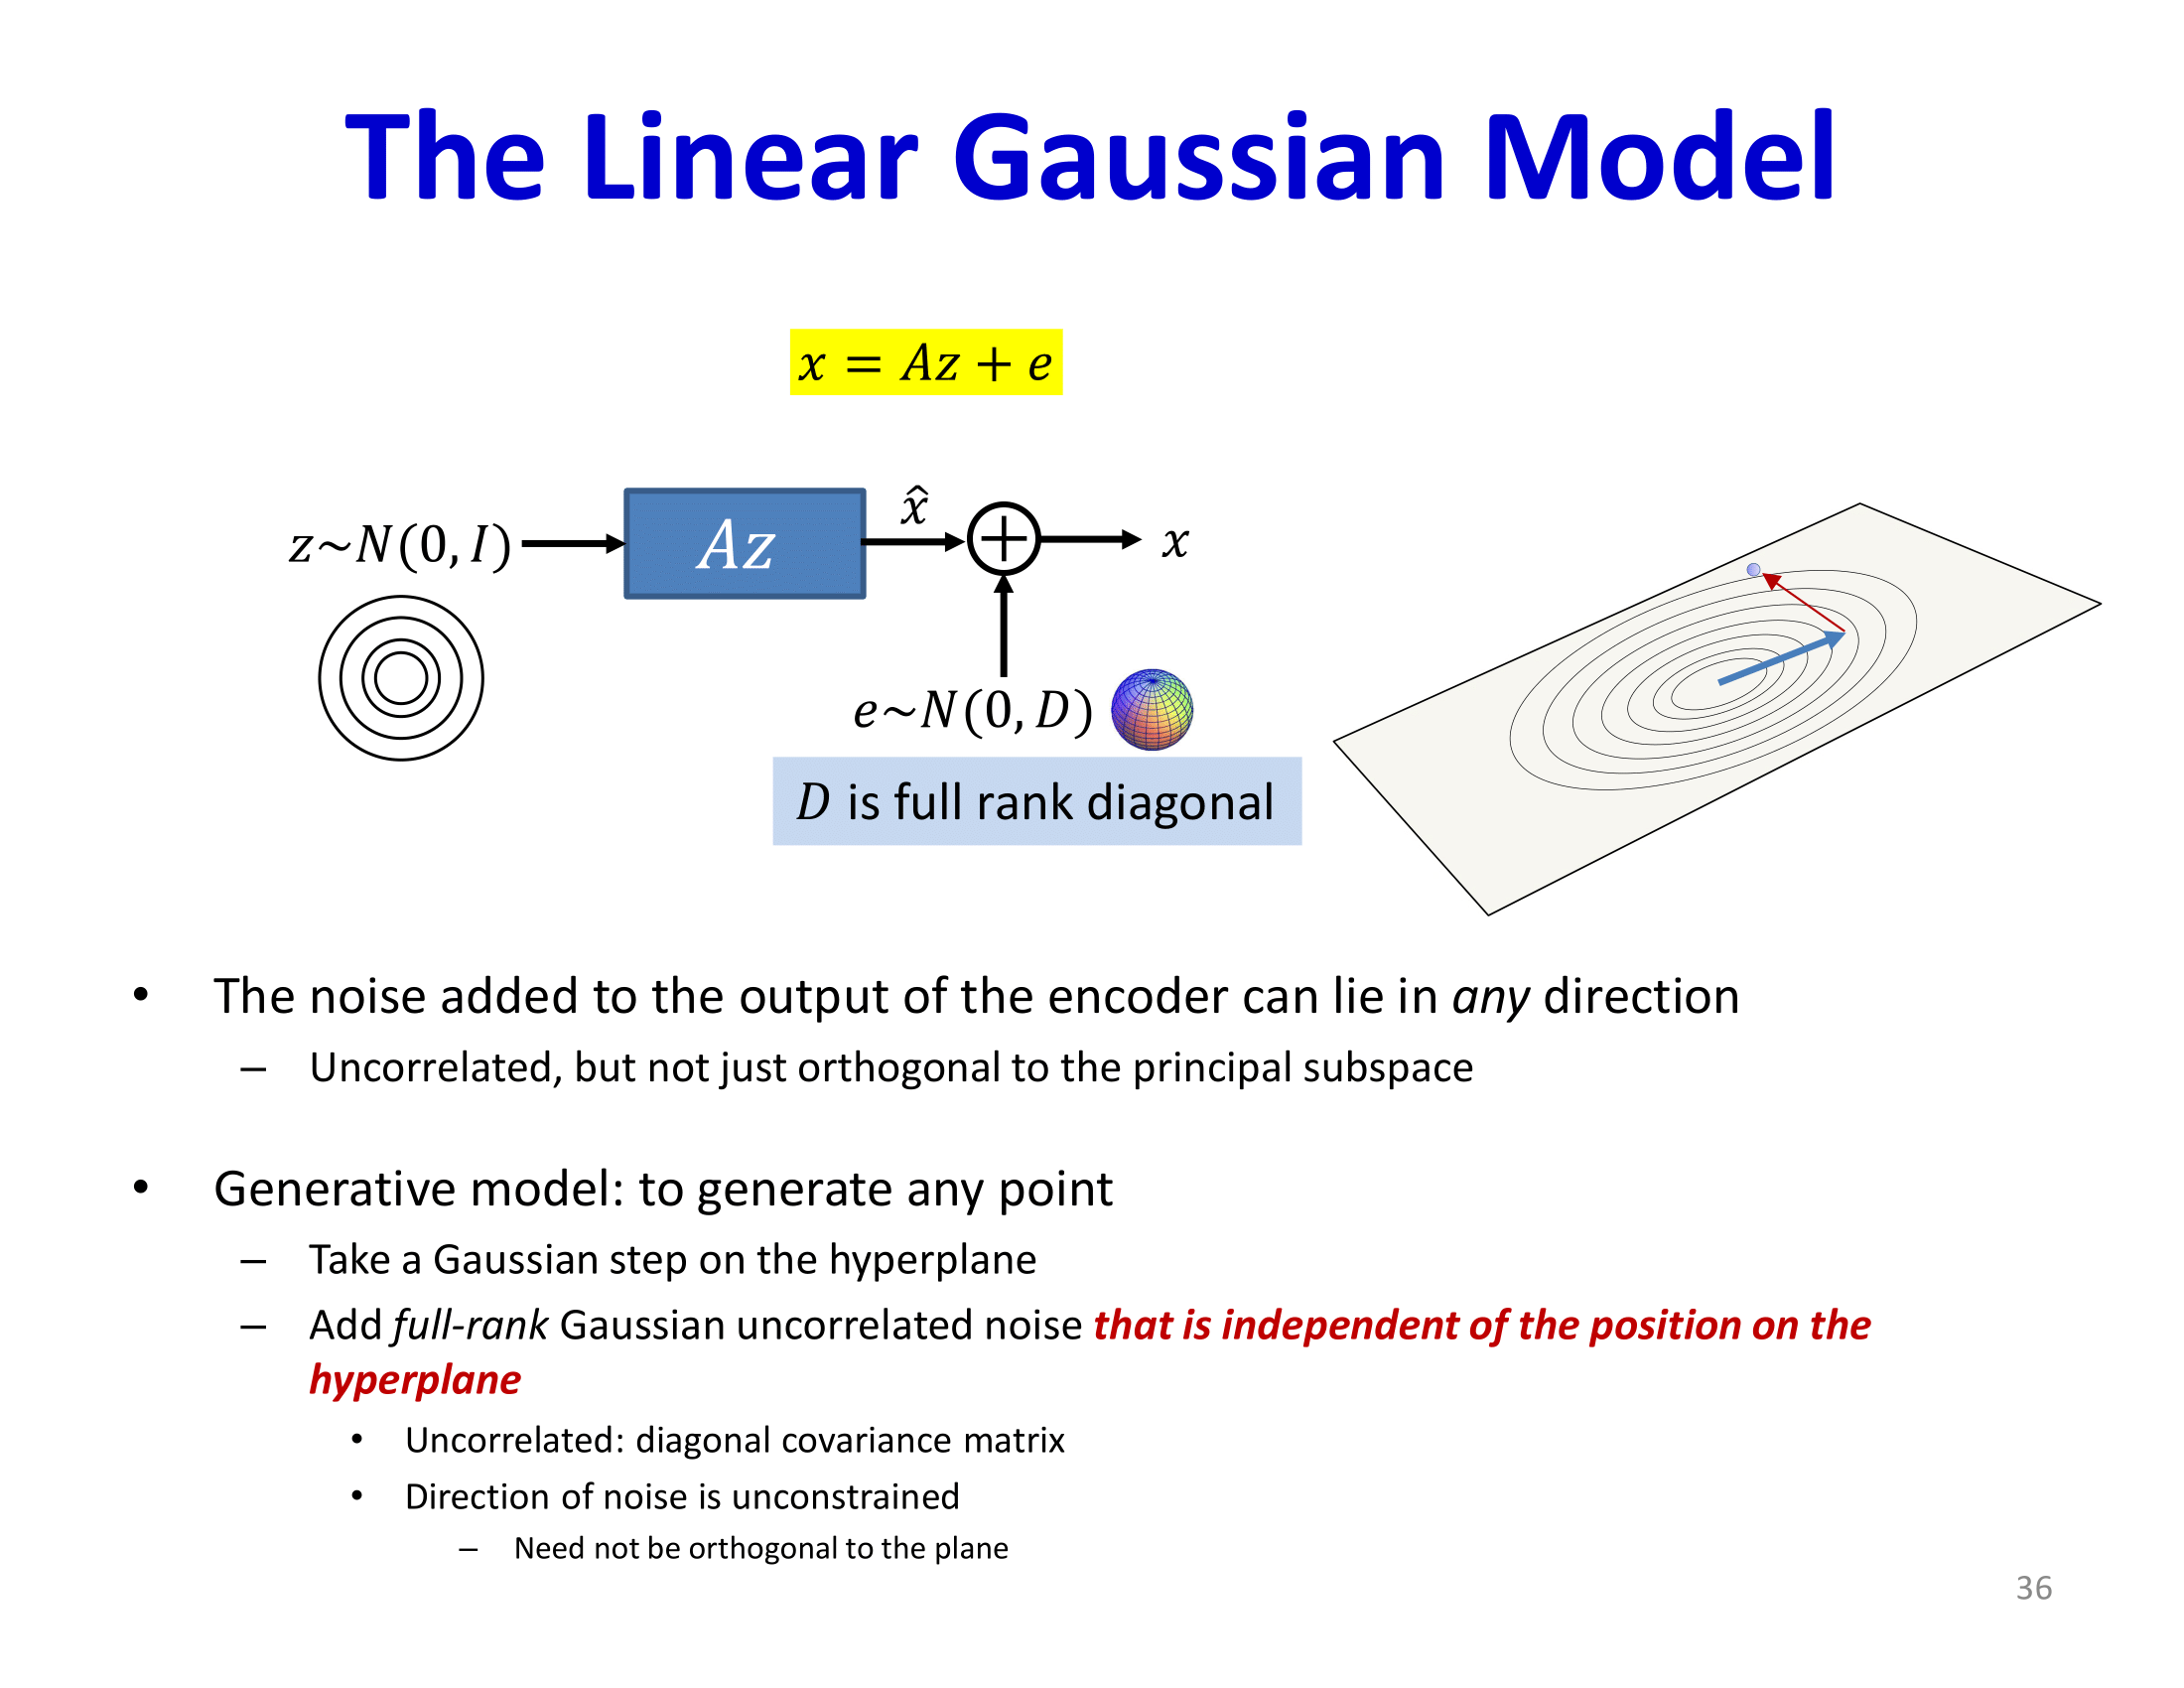 The Linear Gaussian Model
x = Az + e
z~N(0, I)
Az
x̂
+
x
e~N(0, D)
D is full rank diagonal
• The noise added to the output of the encoder can lie in any direction
– Uncorrelated, but not just orthogonal to the principal subspace
• Generative model: to generate any point
– Take a Gaussian step on the hyperplane
– Add full-rank Gaussian uncorrelated noise that is independent of the position on the
hyperplane
• Uncorrelated: diagonal covariance matrix
• Direction of noise is unconstrained
– Need not be orthogonal to the plane
36